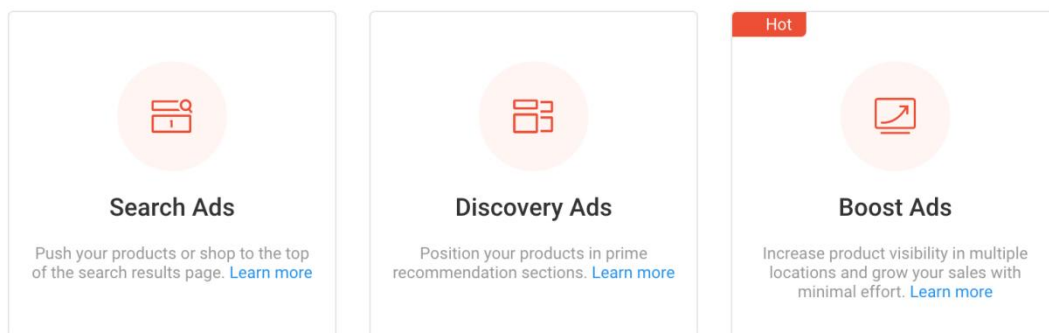 Hot
Search Ads
Push your products or shop to the top
of the search results page. Learn more
Discovery Ads
Position your products in prime
recommendation sections. Learn more
Boost Ads
Increase product visibility in multiple
locations and grow your sales with
minimal effort. Learn more